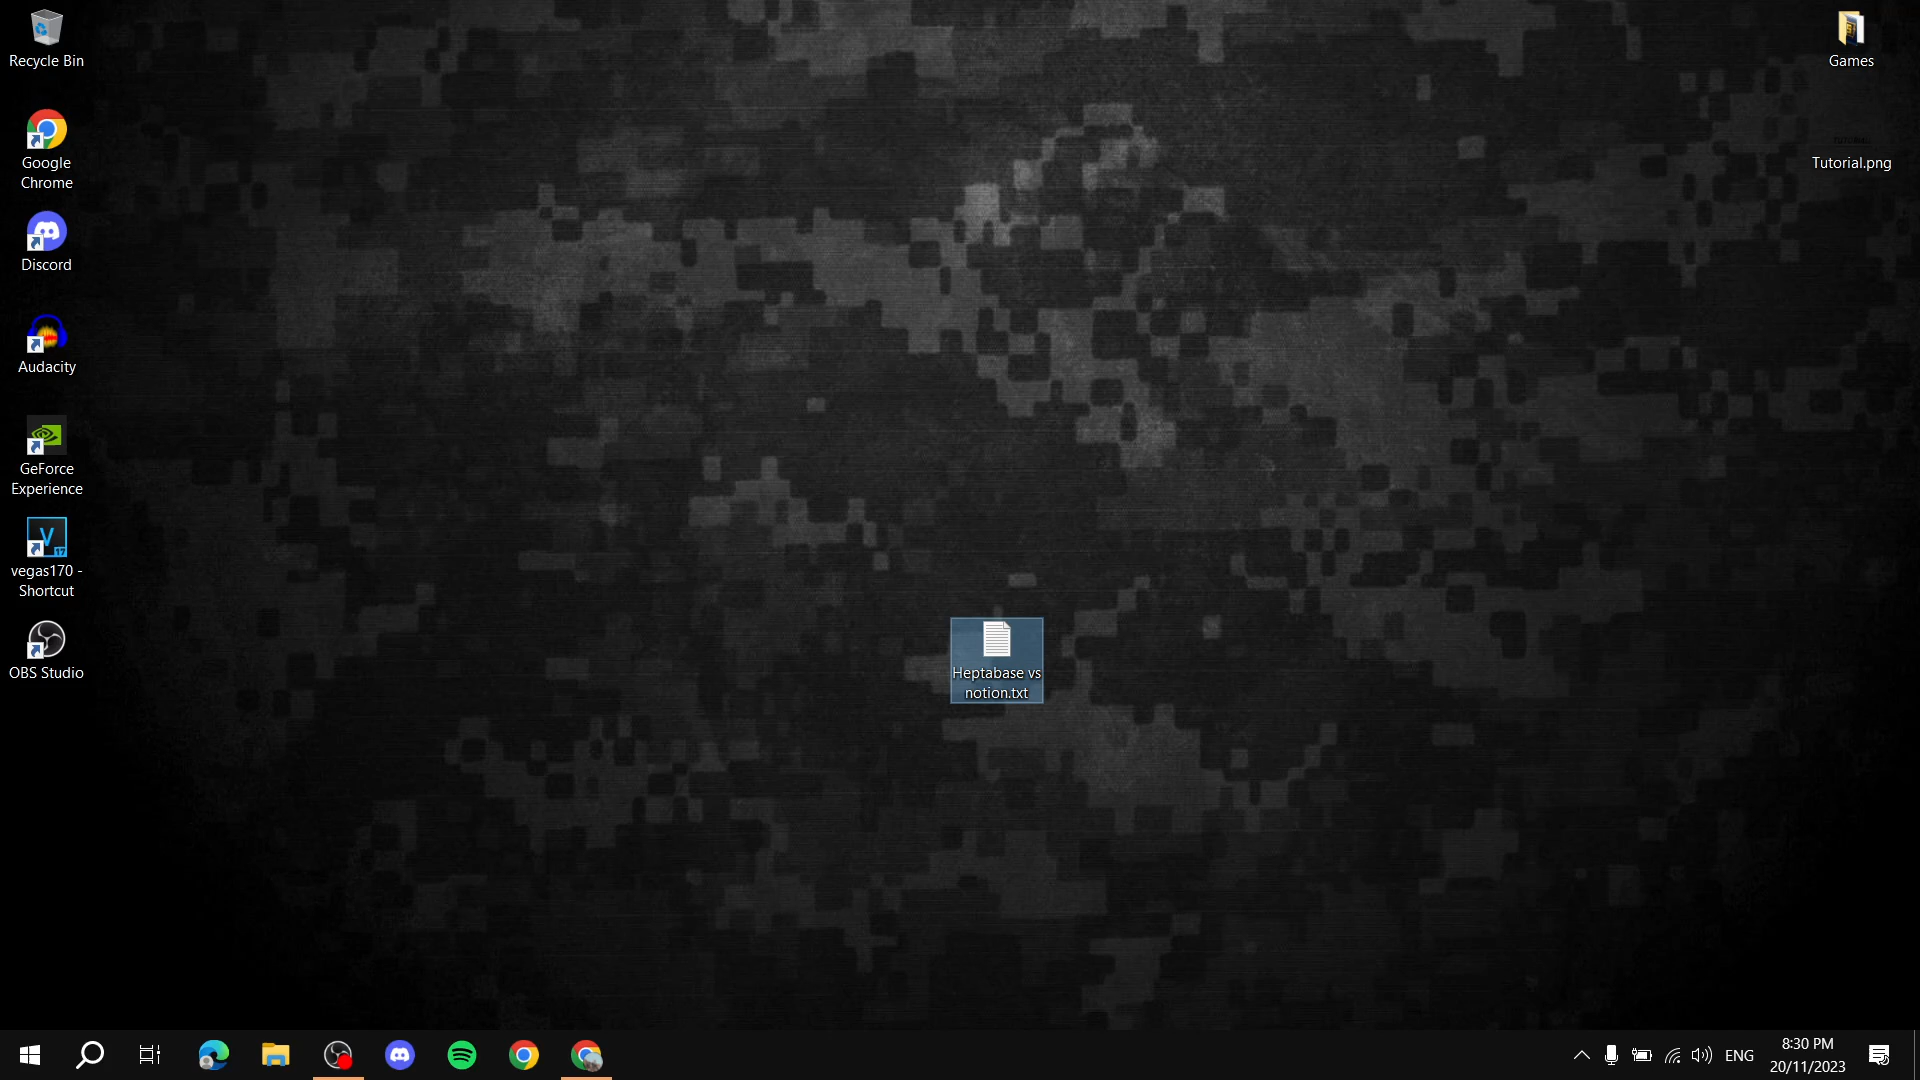 Recycle Bin
Google
Chrome
Discord
Audacity
GeForce
Experience
vegas170 -
Shortcut
OBS Studio
Heptabase vs
notion.txt
Games
Tutorial.png
ENG
8:30 PM
20/11/2023